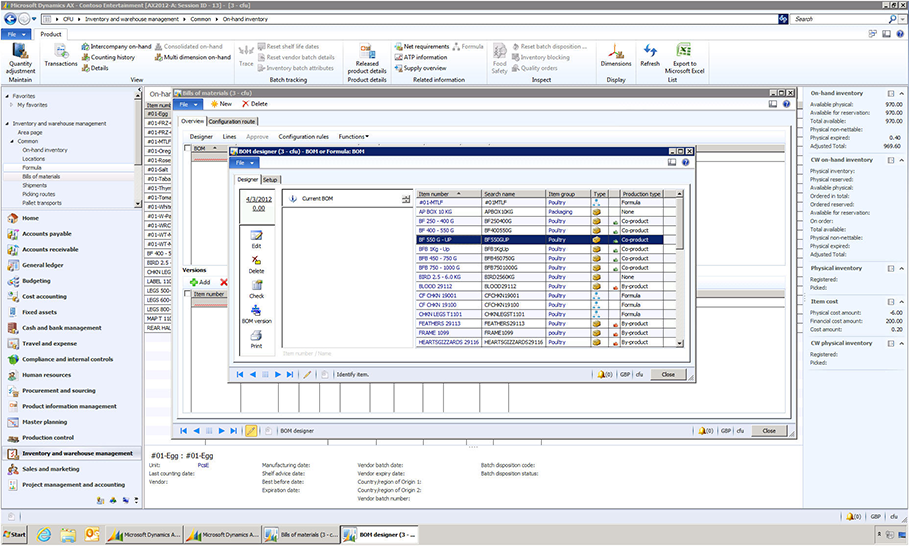 Microsoft Dynamics AX - Contoso Entertainment [AX2012-A: Session ID - 13] - [3 - cfu]
CFU
Inventory and warehouse management
Common
On-hand inventory
Search
File
Product
Quantity adjustment
Transactions
Intercompany on-hand
Counting history
Details
Consolidated on-hand
Multi dimension on-hand
Trace
Reset shelf life dates
Reset vendor batch details
Inventory batch attributes
Released product details
Net requirements
Formula
ATP information
Supply overview
Food Safety
Reset batch disposition ...
Inventory blocking
Quality orders
Dimensions
Refresh
Export to Microsoft Excel
Maintain
View
Batch tracking
Product details
Related information
Inspect
Display
List
Favorites
My favorites
Inventory and warehouse management
Area page
Common
On-hand inventory
Locations
Formula
Bills of materials
Shipments
Picking routes
Pallet transports
Home
Accounts payable
Accounts receivable
General ledger
Budgeting
Cost accounting
Fixed assets
Cash and bank management
Travel and expense
Compliance and internal controls
Human resources
Procurement and sourcing
Product information management
Master planning
Production control
Inventory and warehouse management
Sales and marketing
Project management and accounting
On-har
Item numb
#01-Egg
#01-FRZ-
#01-FRZ-
#01-MTLF
#01-Oreg
#01-Rose
#01-Salt
#01-Taba
#01-Thym
#01-Toma
#01-Whit
#01-W-Pa
#01-WRC
#01-WT-M
#01-WT-N
BIRD 2.5
CHKN LEG
LABEL 110
LEGS 500
LEGS 600
MAP T 110
REAR HAL
Bills of materials (3 - cfu)
File
New
Delete
Overview
Configuration route
Designer
Lines
Approve
Configuration rules
Functions
BOM
Versions
Add
Item number
BOM designer (3 - cfu) - BOM or Formula: BOM
File
Designer
Setup
4/3/2012
0.00
Edit
Delete
Check
BOM version
Print
Current BOM
Item number / Name
Item number Search name Item group Type Production type
#01-MTLF #01MTLF Poultry Formula
AP BOX 10 KG APBOX10KG Packaging None
BF 250 - 400 G BF250400G Poultry Co-product
BF 400 - 550 G BF400550G Poultry Co-product
BF 550 G - UP BF550GUP Poultry Co-product
BFB 1Kg - Up BFB1KgUp Poultry Co-product
BFB 450 - 750 G BFB450750G Poultry Co-product
BFB 750 - 1000 G BFB7501000G Poultry Co-product
BIRD 2.5 - 6.0 KG BIRD2560KG Poultry None
BLOOD 29112 BLOOD29112 Poultry By-product
CF CHKN 19001 CFCHKN19001 Poultry Formula
CF CHKN 19100 CFCHKN19100 Poultry Formula
CHKN LEGS T1101 CHKNLEGST1101 Poultry Formula
FEATHERS 29113 FEATHERS29113 Poultry By-product
FRAME 1099 FRAME1099 Poultry By-product
HEARTSGIZZARDS 29116 HEARTSGIZZARDS29116 Poultry By-product
Identify item.
(0) GBP cfu
Close
BOM designer
(0) GBP cfu
Close
On-hand inventory
Available physical: 970.00
Available for reservation: 970.00
Total available: 970.00
Physical non-nettable:
Physical expired: 0.40
Adjusted Total: 969.60
CW on-hand inventory
Physical inventory:
Physical reserved:
Available physical:
Ordered in total:
Ordered reserved:
Available for reservation:
On order:
Total available:
Physical non-nettable:
Physical expired:
Adjusted Total:
Physical inventory
Registered:
Picked:
Item cost
Physical cost amount: -6.00
Financial cost amount: 200.00
Cost amount: 0.20
CW physical inventory
Registered:
Picked:
#01-Egg : #01-Egg
Unit: PcsE
Last counting date:
Vendor:
Manufacturing date:
Shelf advice date:
Best before date:
Expiration date:
Vendor batch date:
Vendor expiry date:
Country/region of Origin 1:
Country/region of Origin 2:
Vendor batch number:
Batch disposition code:
Batch disposition status:
(0) GBP cfu
Start
Microsoft Dynamics A...
Microsoft Dynamics A...
Bills of materials (3 - c...
BOM designer (3 - ...